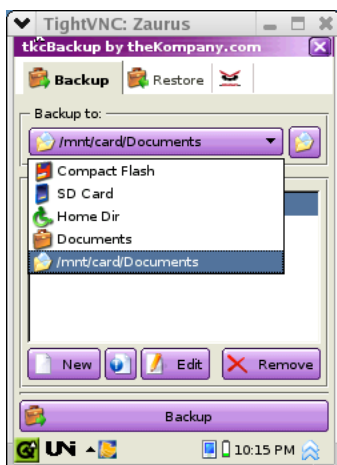 TightVNC: Zaurus
tkcBackup by theKompany.com
Backup
Restore
Backup to:
/mnt/card/Documents
Compact Flash
SD Card
Home Dir
Documents
/mnt/card/Documents
New
Edit
Remove
Backup
UNi
10:15 PM